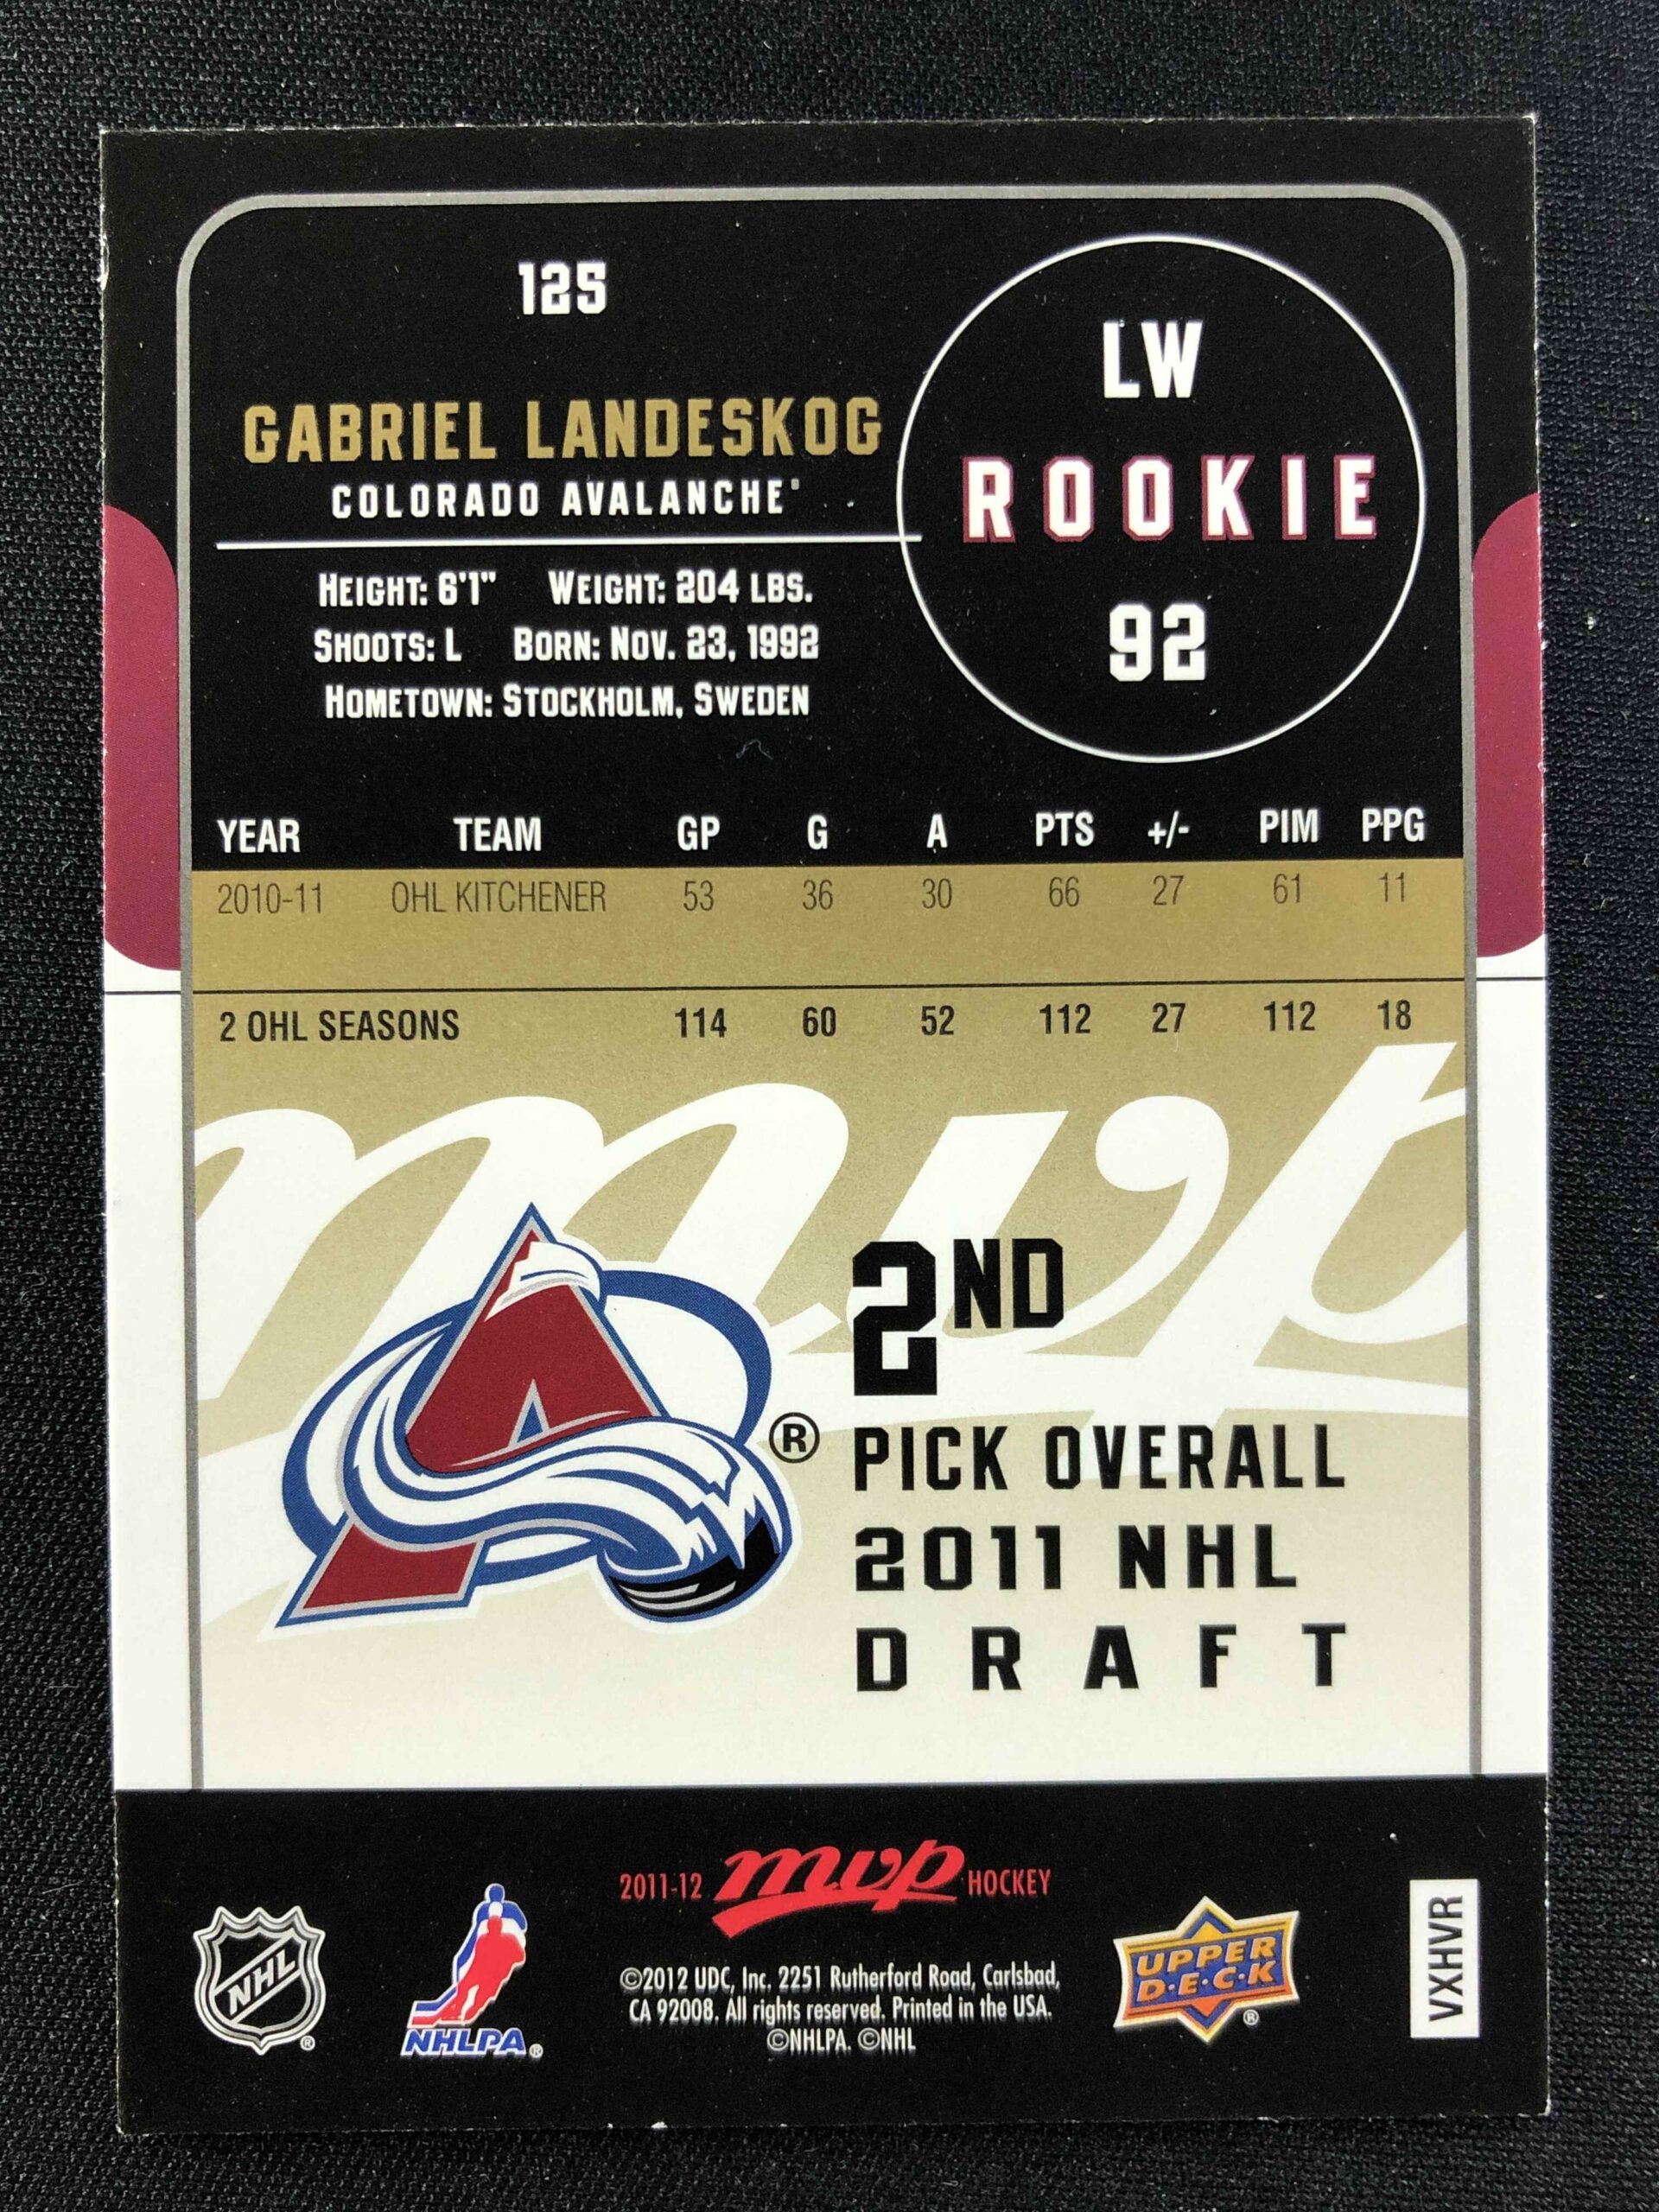 125
LW
ROOKIE
92
GABRIEL LANDESKOG
COLORADO AVALANCHE®
HEIGHT: 6'1" WEIGHT: 204 LBS.
SHOOTS: L BORN: NOV. 23, 1992
HOMETOWN: STOCKHOLM, SWEDEN
YEAR TEAM GP G A PTS +/- PIM PPG
2010-11 OHL KITCHENER 53 36 30 66 27 61 11
2 OHL SEASONS 114 60 52 112 27 112 18
mvp
A ®
2ND
PICK OVERALL
2011 NHL
DRAFT
2011-12 mvp HOCKEY
©2012 UDC, Inc. 2251 Rutherford Road, Carlsbad,
CA 92008. All rights reserved. Printed in the USA.
©NHLPA. ©NHL
NHL ®
NHLPA ®
UPPER
D·E·C·K ®
VXHVR